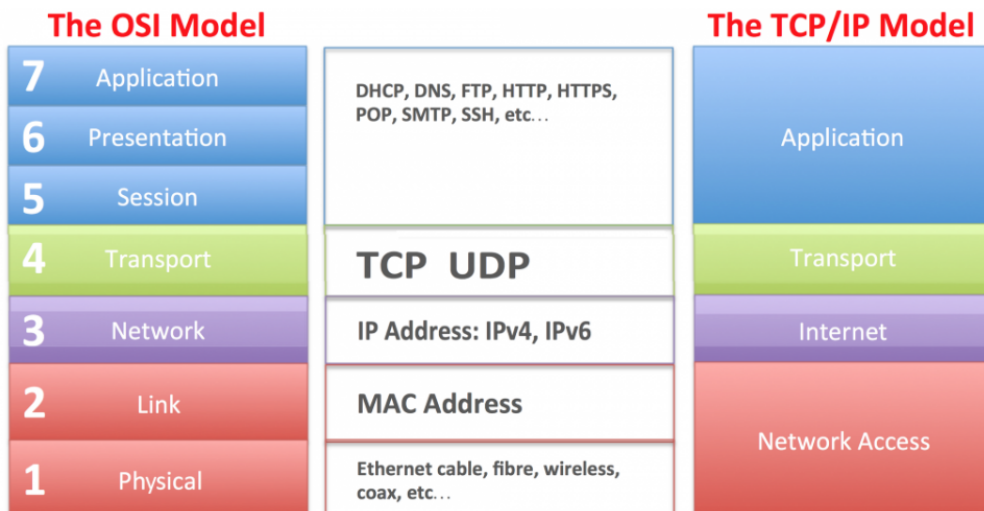 The OSI Model
The TCP/IP Model
7 Application
6 Presentation
5 Session
4 Transport
3 Network
2 Link
1 Physical
DHCP, DNS, FTP, HTTP, HTTPS,
POP, SMTP, SSH, etc...
TCP UDP
IP Address: IPv4, IPv6
MAC Address
Ethernet cable, fibre, wireless,
coax, etc...
Application
Transport
Internet
Network Access